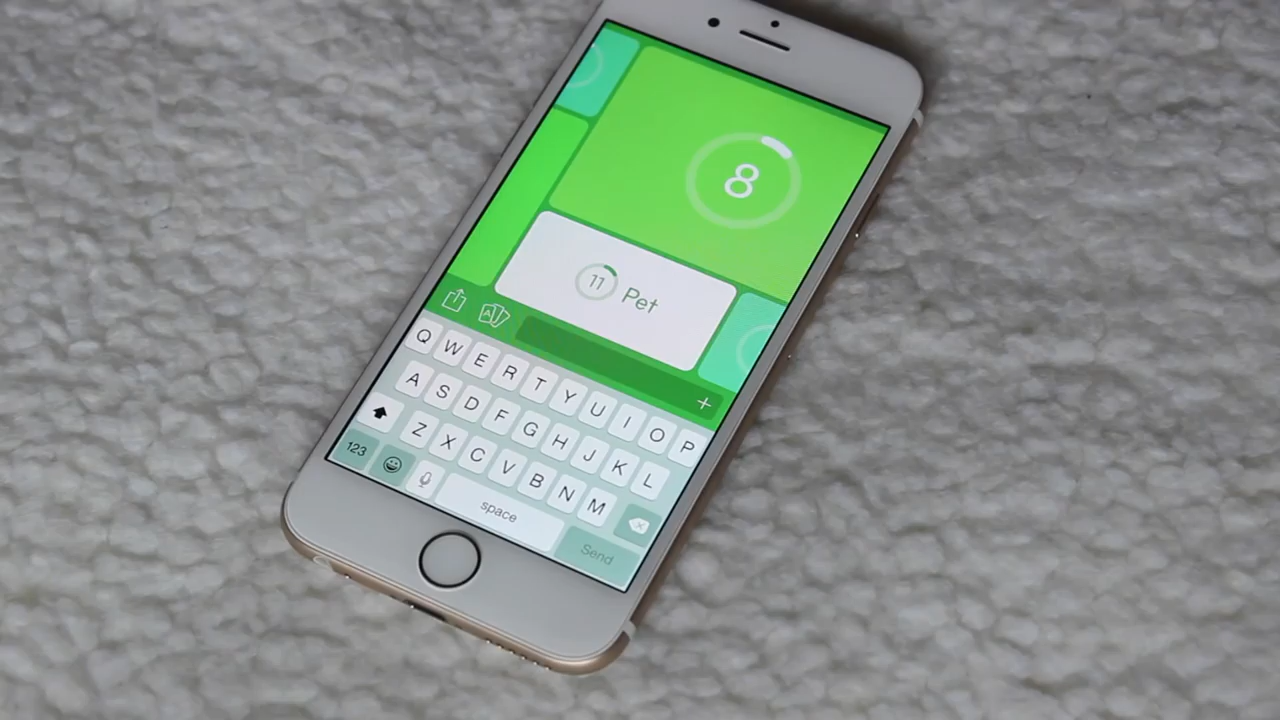 8
11 Pet
A
+
Q W E R T Y U I O P
A S D F G H J K L
Z X C V B N M
123 space Send